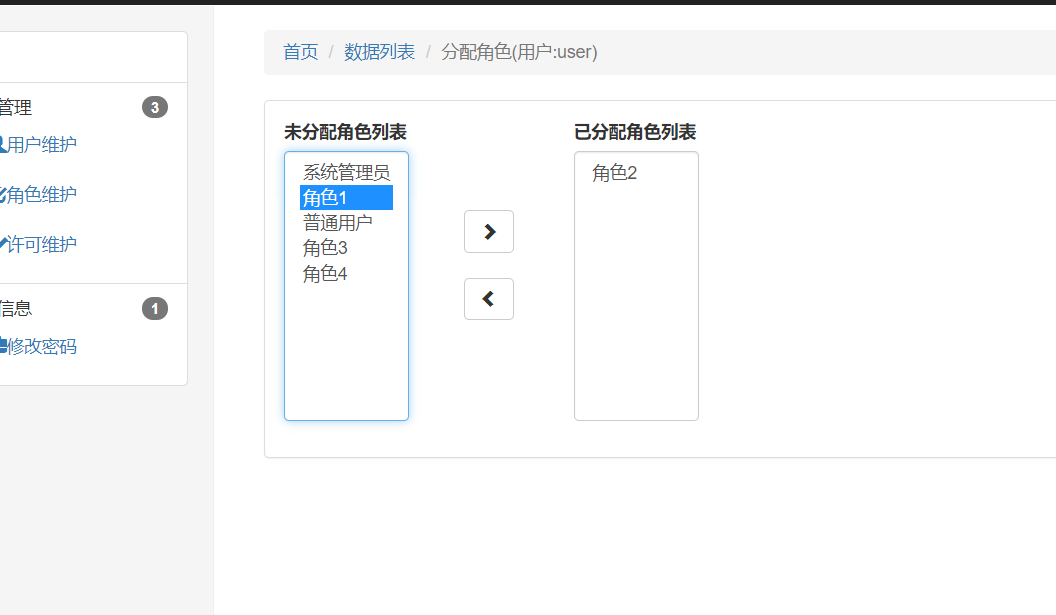 管理 3
用户维护
角色维护
许可维护
信息 1
修改密码
首页 / 数据列表 / 分配角色(用户:user)
未分配角色列表
系统管理员
角色1
普通用户
角色3
角色4
已分配角色列表
角色2